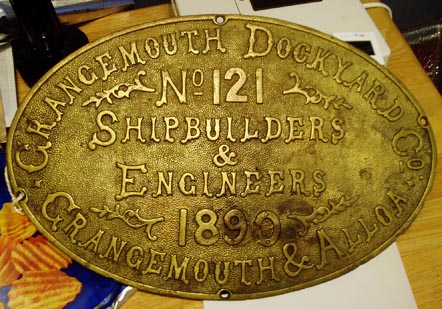 GRANGEMOUTH DOCKYARD CO.
No 121
SHIPBUILDERS
&
ENGINEERS
1890
GRANGEMOUTH & ALLOA